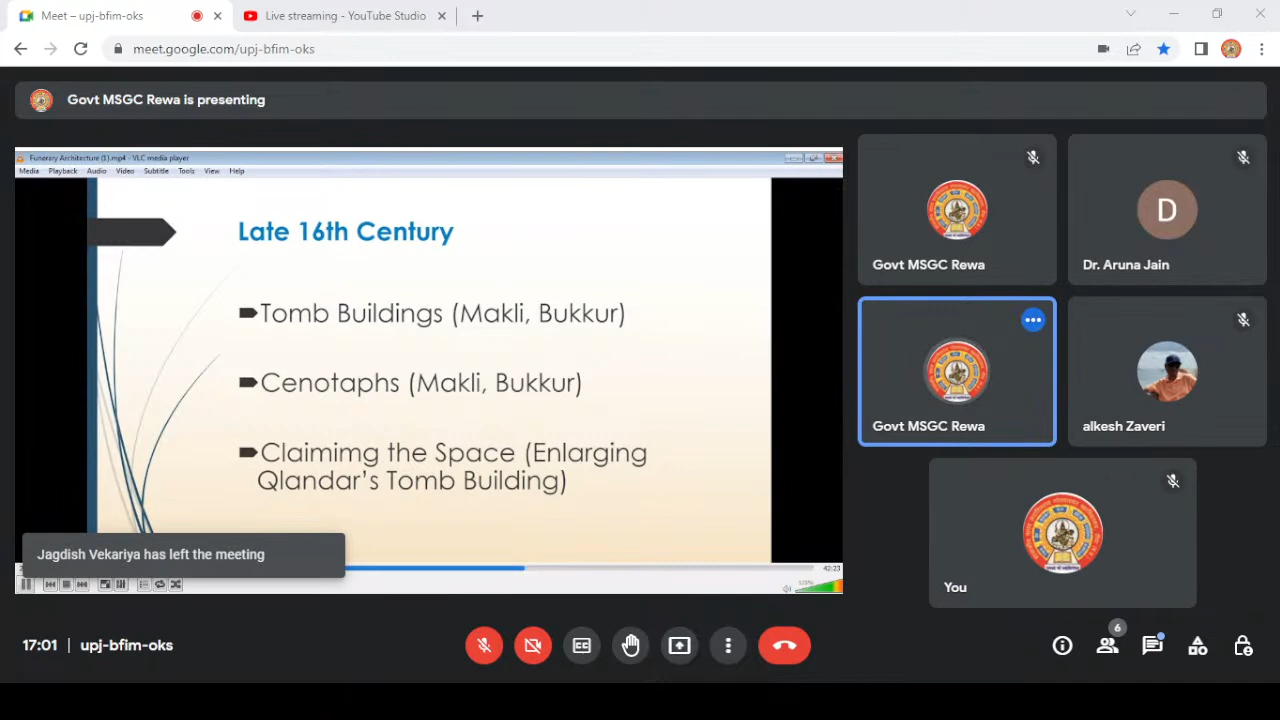 Meet – upj-bfim-oks
Live streaming - YouTube Studio
meet.google.com/upj-bfim-oks
Govt MSGC Rewa is presenting
Funerary Architecture (1).mp4 - VLC media player
Media Playback Audio Video Subtitle Tools View Help
Late 16th Century
Tomb Buildings (Makli, Bukkur)
Cenotaphs (Makli, Bukkur)
Claimimg the Space (Enlarging
Qlandar's Tomb Building)
Jagdish Vekariya has left the meeting
42:23
Govt MSGC Rewa
D
Dr. Aruna Jain
Govt MSGC Rewa
alkesh Zaveri
You
17:01 | upj-bfim-oks
CC
6